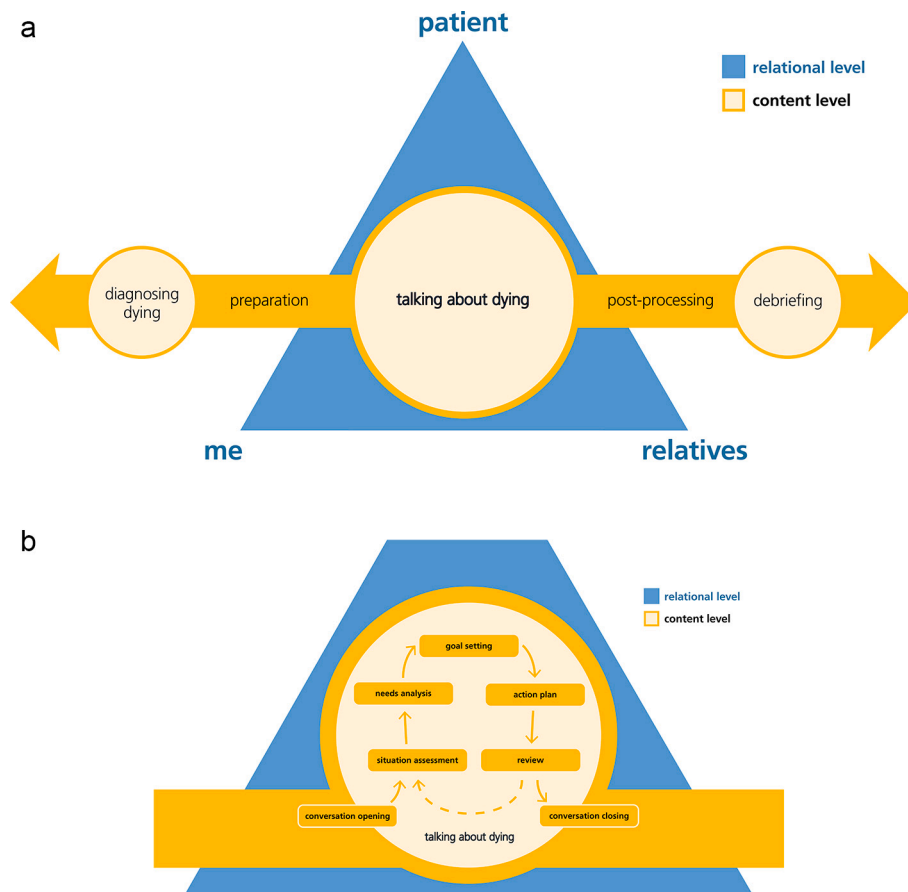 a
patient
relational level
content level
diagnosing
dying
preparation
talking about dying
post-processing
debriefing
me
relatives
b
relational level
content level
goal setting
needs analysis
action plan
situation assessment
review
conversation opening
conversation closing
talking about dying